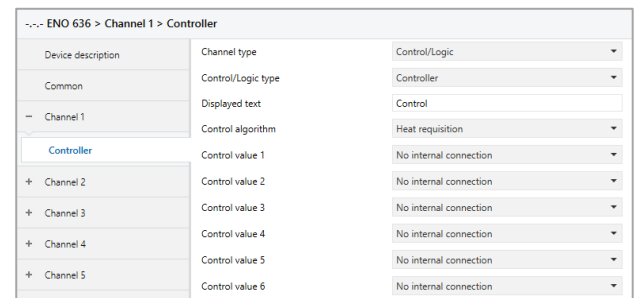 -.-.- ENO 636 > Channel 1 > Controller
Device description
Common
– Channel 1
Controller
+ Channel 2
+ Channel 3
+ Channel 4
+ Channel 5
Channel type Control/Logic
Control/Logic type Controller
Displayed text Control
Control algorithm Heat requisition
Control value 1 No internal connection
Control value 2 No internal connection
Control value 3 No internal connection
Control value 4 No internal connection
Control value 5 No internal connection
Control value 6 No internal connection